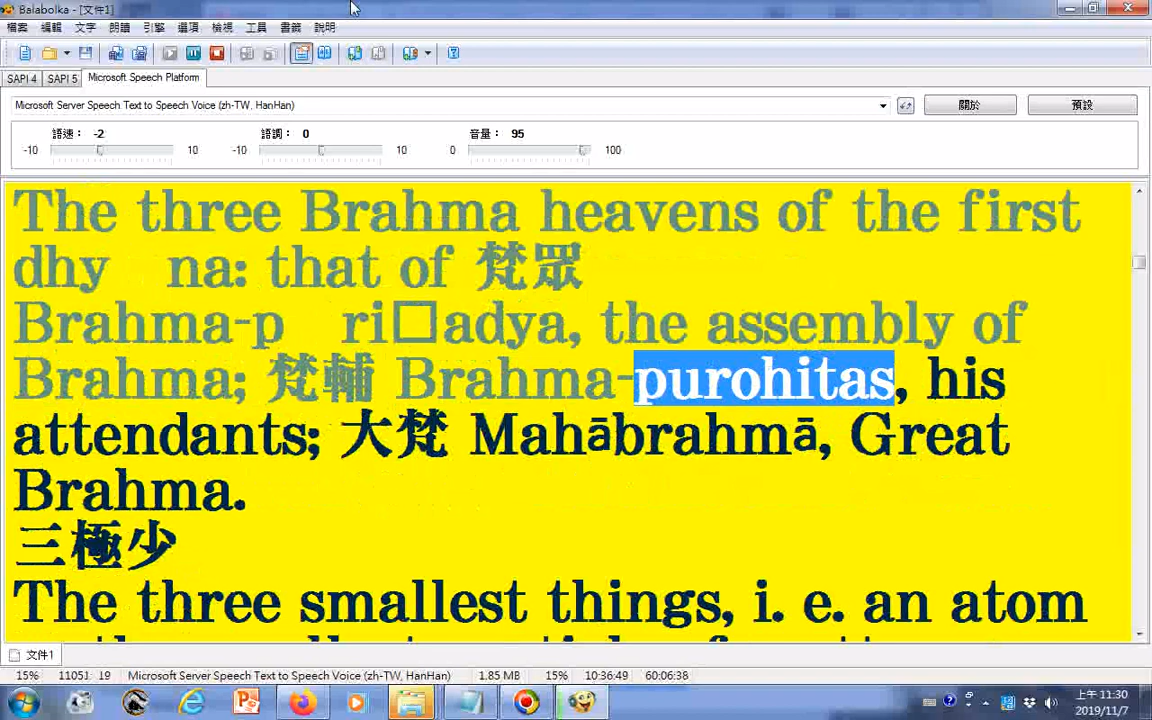 Balabolka - [文件1]
檔案 編輯 文字 朗讀 引擎 選項 檢視 工具 書籤 說明
SAPI 4 SAPI 5 Microsoft Speech Platform
Microsoft Server Speech Text to Speech Voice (zh-TW, HanHan) 關於 預設
語速： -2 語調： 0 音量： 95
-10 10 -10 10 0 100
The three Brahma heavens of the first
dhy na: that of 梵眾
Brahma-p ri□adya, the assembly of
Brahma; 梵輔 Brahma-purohitas, his
attendants; 大梵 Mahābrahmā, Great
Brahma.
三極少
The three smallest things, i. e. an atom
文件1
15% 11051: 19 Microsoft Server Speech Text to Speech Voice (zh-TW, HanHan) 1.85 MB 15% 10:36:49 60:06:38
上午 11:30
2019/11/7